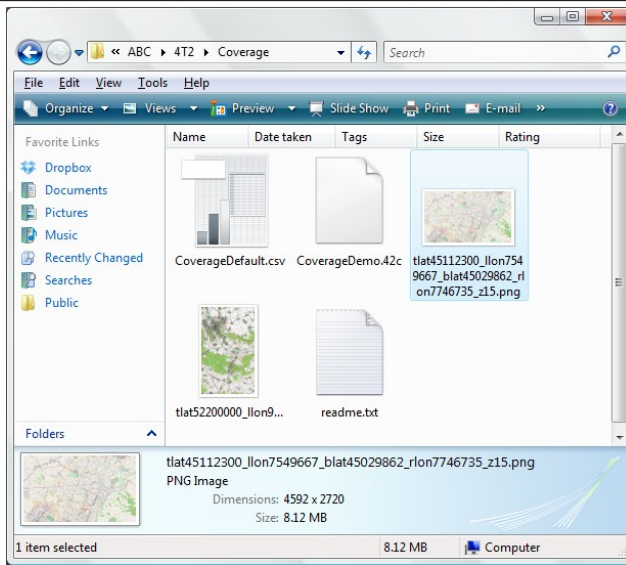 « ABC ▸ 4T2 ▸ Coverage
Search
File Edit View Tools Help
Organize Views Preview Slide Show Print E-mail »
Favorite Links
Dropbox
Documents
Pictures
Music
Recently Changed
Searches
Public
Folders
Name Date taken Tags Size Rating
CoverageDefault.csv
CoverageDemo.42c
tlat45112300_llon754
9667_blat45029862_rl
on7746735_z15.png
tlat52200000_llon9...
readme.txt
tlat45112300_llon7549667_blat45029862_rlon7746735_z15.png
PNG Image
Dimensions: 4592 x 2720
Size: 8.12 MB
1 item selected
8.12 MB
Computer